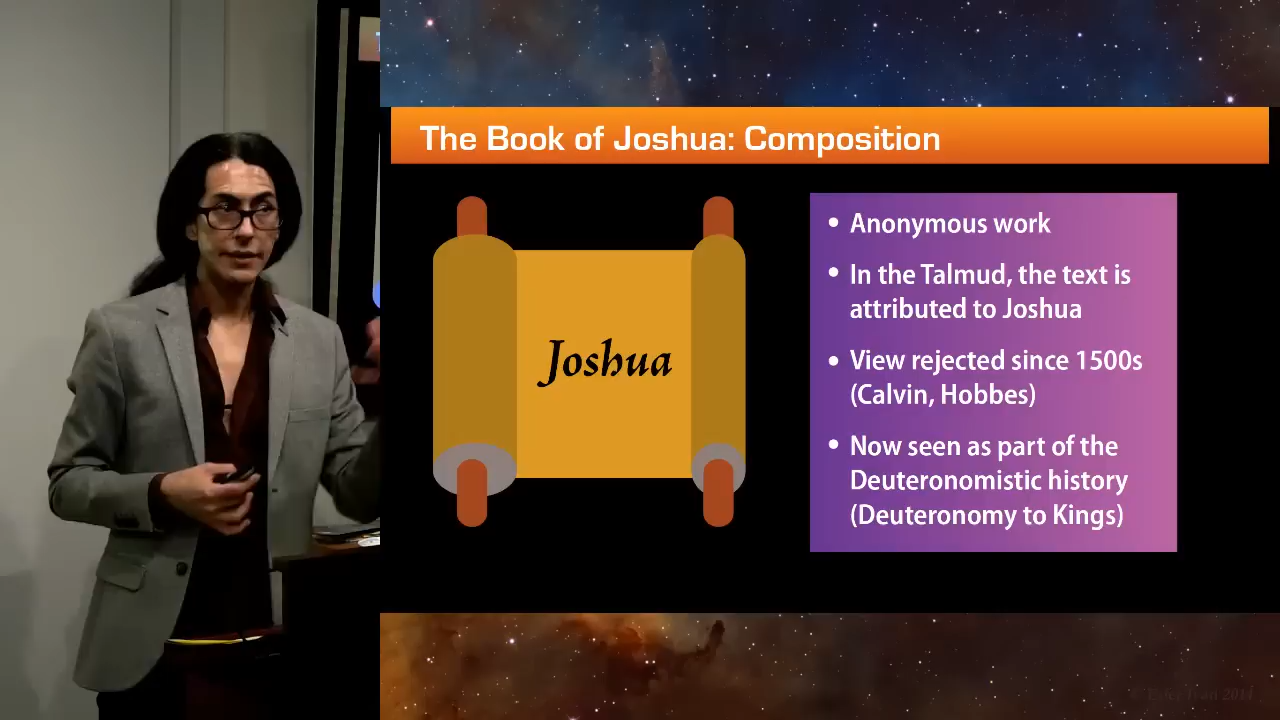 The Book of Joshua: Composition
Joshua
• Anonymous work
• In the Talmud, the text is
attributed to Joshua
• View rejected since 1500s
(Calvin, Hobbes)
• Now seen as part of the
Deuteronomistic history
(Deuteronomy to Kings)